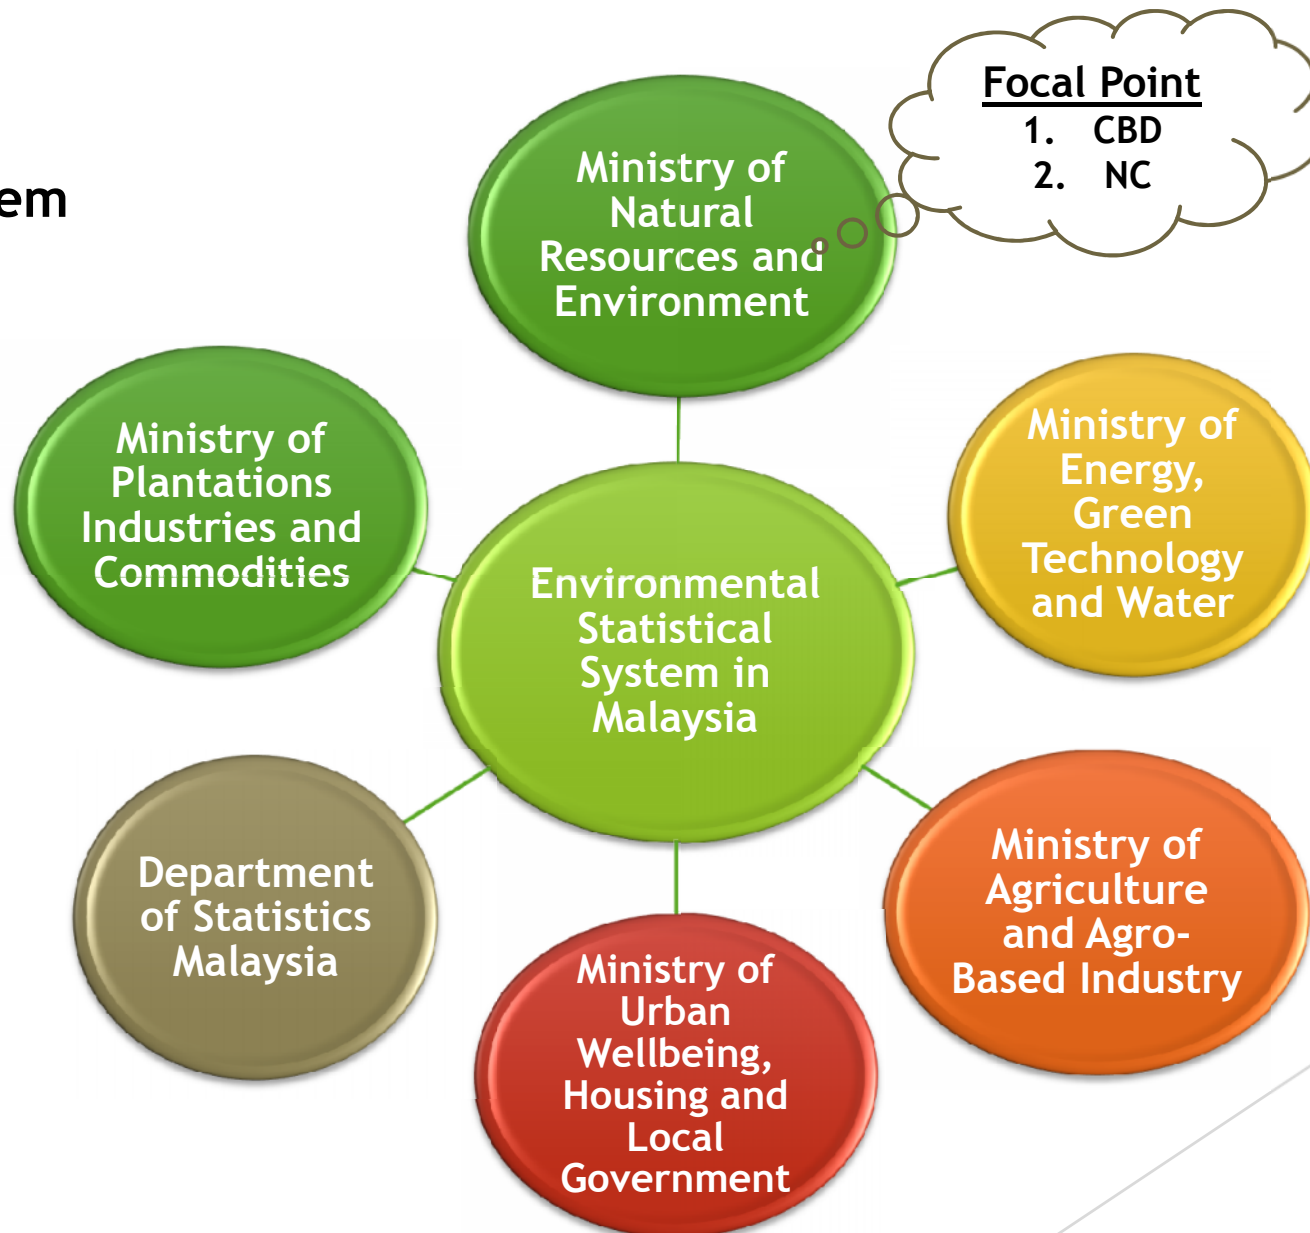 em
Focal Point
1. CBD
2. NC
Ministry of
Natural
Resources and
Environment
Ministry of
Plantations
Industries and
Commodities
Ministry of
Energy,
Green
Technology
and Water
Environmental
Statistical
System in
Malaysia
Department
of Statistics
Malaysia
Ministry of
Agriculture
and Agro-
Based Industry
Ministry of
Urban
Wellbeing,
Housing and
Local
Government